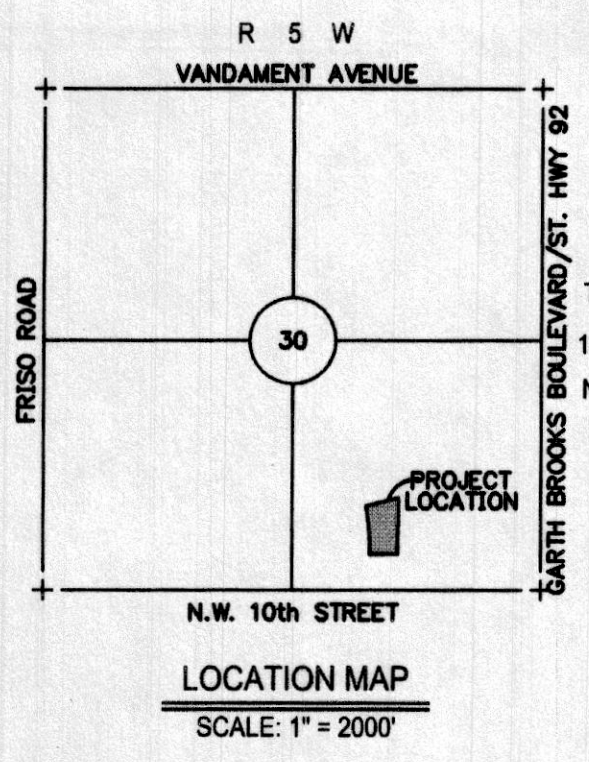 R 5 W
VANDAMENT AVENUE
GARTH BROOKS BOULEVARD/ST. HWY 92
FRISO ROAD
30
1
PROJECT
LOCATION
N.W. 10th STREET
LOCATION MAP
SCALE: 1" = 2000'